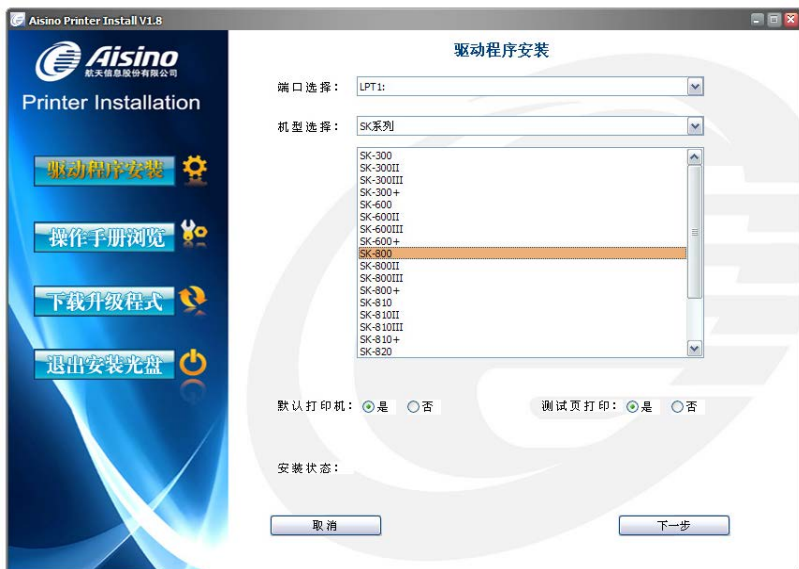 Aisino Printer Install V1.8
Aisino
航天信息股份有限公司
Printer Installation
驱动程序安装
操作手册浏览
下载升级程式
退出安装光盘
驱动程序安装
端口选择: LPT1:
机型选择: SK系列
SK-300
SK-300II
SK-300III
SK-300+
SK-600
SK-600II
SK-600III
SK-600+
SK-800
SK-800II
SK-800III
SK-800+
SK-810
SK-810II
SK-810III
SK-810+
SK-820
默认打印机: 是 否 测试页打印: 是 否
安装状态:
取消 下一步